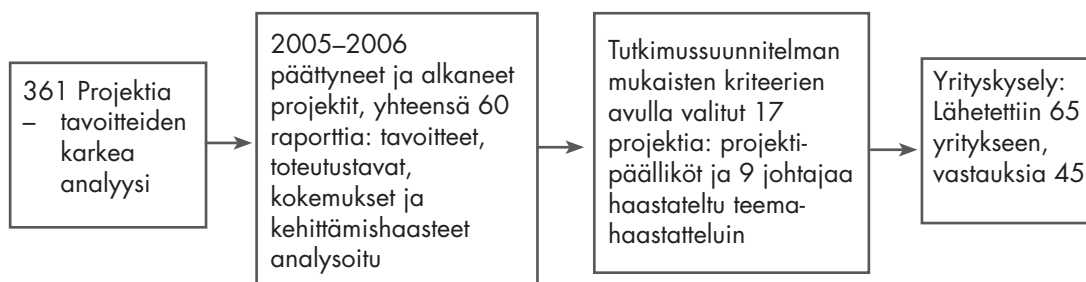 361 Projektia
– tavoitteiden
karkea
analyysi
2005–2006
päättyneet ja alkaneet
projektit, yhteensä 60
raporttia: tavoitteet,
toteutustavat,
kokemukset ja
kehittämishaasteet
analysoitu
Tutkimussuunnitelman
mukaisten kriteerien
avulla valitut 17
projektia: projekti-
päälliköt ja 9 johtajaa
haastateltu teema-
haastatteluin
Yrityskysely:
Lähetettiin 65
yritykseen,
vastauksia 45